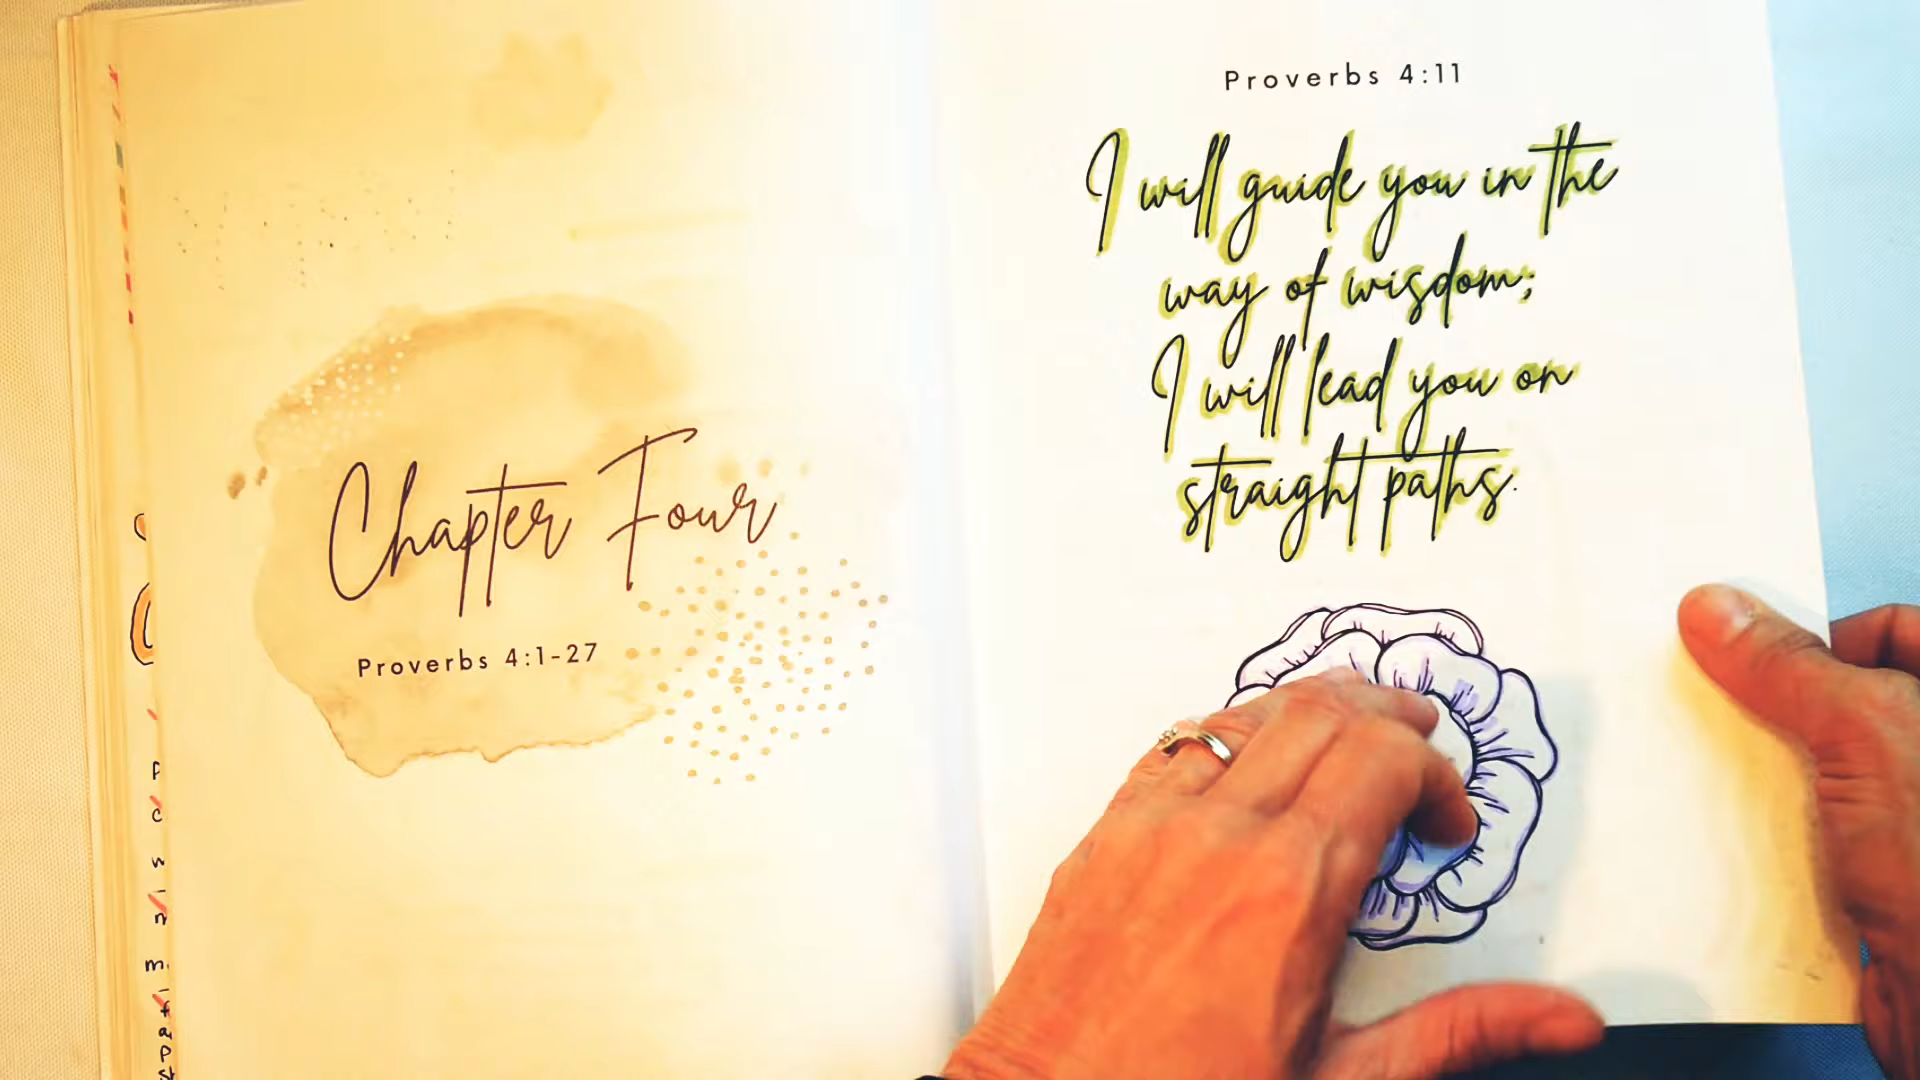 Chapter Four
Proverbs 4:1-27
Proverbs 4:11
I will guide you in the
way of wisdom;
I will lead you on
straight paths.